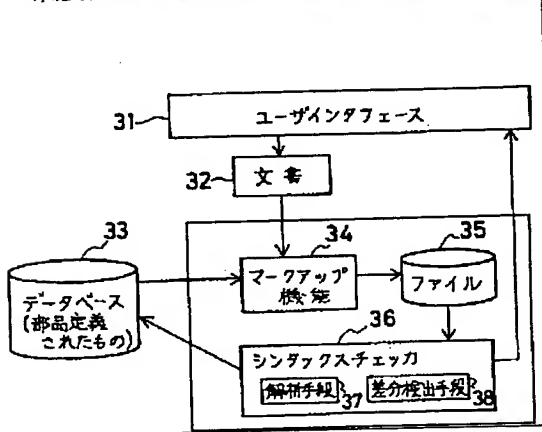 31 ユーザインタフェース
32 文書
33
34
35
データベース
(部品定義
されたもの)
マークアップ
機能
ファイル
36
シンタックスチェッカ
解析手段 37 差分検出手段 38